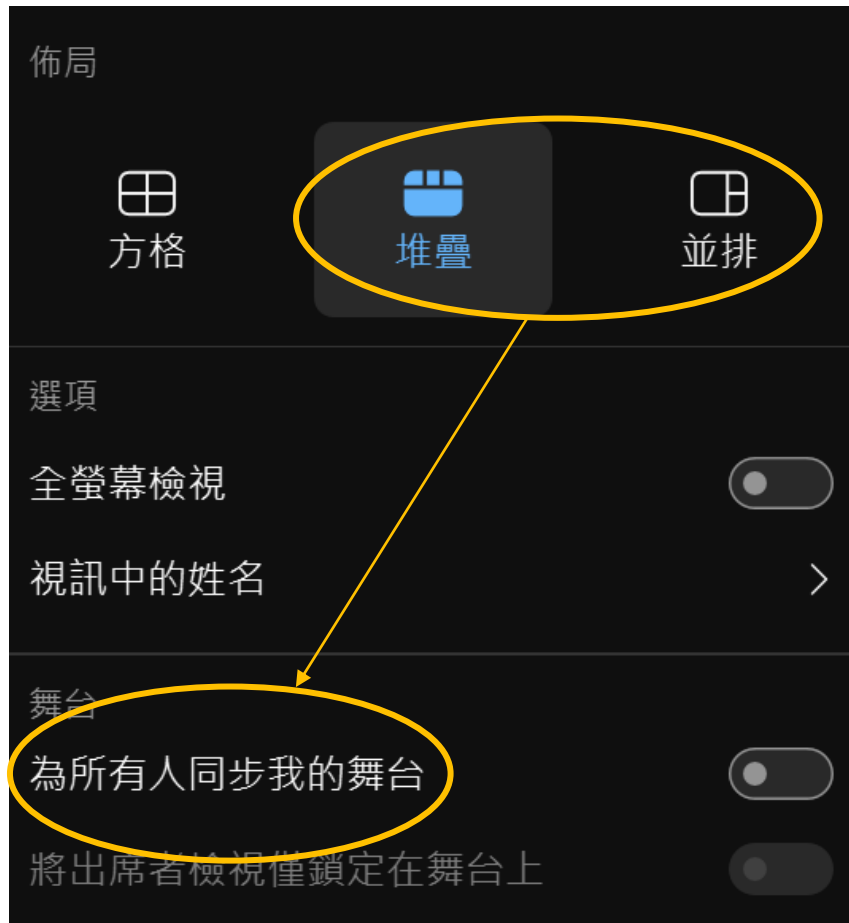 佈局
方格 堆疊 並排
選項
全螢幕檢視
視訊中的姓名
舞台
為所有人同步我的舞台
將出席者檢視僅鎖定在舞台上